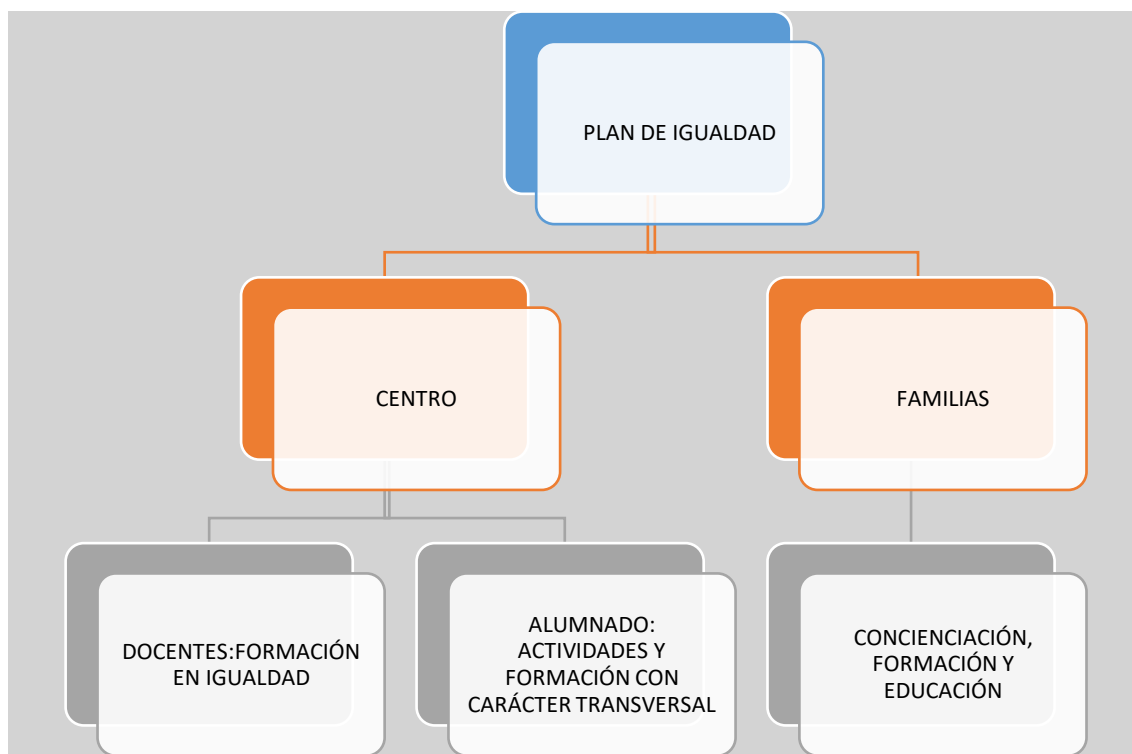 PLAN DE IGUALDAD
CENTRO
FAMILIAS
DOCENTES:FORMACIÓN
EN IGUALDAD
ALUMNADO:
ACTIVIDADES Y
FORMACIÓN CON
CARÁCTER TRANSVERSAL
CONCIENCIACIÓN,
FORMACIÓN Y
EDUCACIÓN